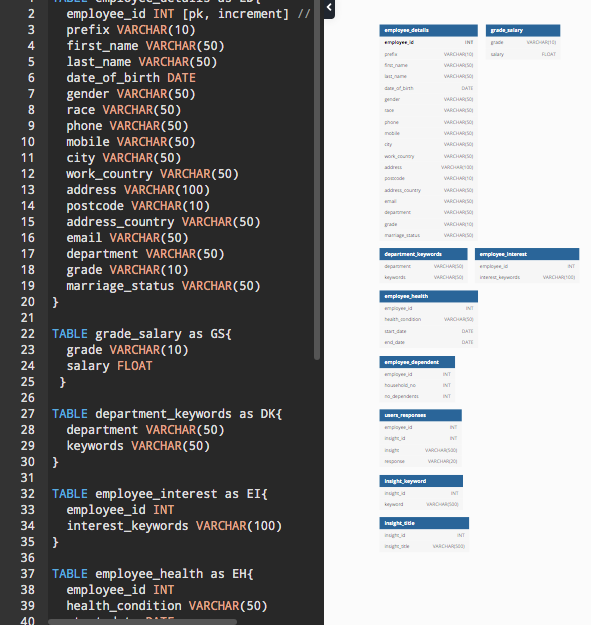 1 TABLE employee_details as ED{
2 employee_id INT [pk, increment] //
3 prefix VARCHAR(10)
4 first_name VARCHAR(50)
5 last_name VARCHAR(50)
6 date_of_birth DATE
7 gender VARCHAR(50)
8 race VARCHAR(50)
9 phone VARCHAR(50)
10 mobile VARCHAR(50)
11 city VARCHAR(50)
12 work_country VARCHAR(50)
13 address VARCHAR(100)
14 postcode VARCHAR(10)
15 address_country VARCHAR(50)
16 email VARCHAR(50)
17 department VARCHAR(50)
18 grade VARCHAR(10)
19 marriage_status VARCHAR(50)
20 }
21
22 TABLE grade_salary as GS{
23 grade VARCHAR(10)
24 salary FLOAT
25 }
26
27 TABLE department_keywords as DK{
28 department VARCHAR(50)
29 keywords VARCHAR(50)
30 }
31
32 TABLE employee_interest as EI{
33 employee_id INT
34 interest_keywords VARCHAR(100)
35 }
36
37 TABLE employee_health as EH{
38 employee_id INT
39 health_condition VARCHAR(50)
40
employee_details
employee_id INT
prefix VARCHAR(10)
first_name VARCHAR(50)
last_name VARCHAR(50)
date_of_birth DATE
gender VARCHAR(50)
race VARCHAR(50)
phone VARCHAR(50)
mobile VARCHAR(50)
city VARCHAR(50)
work_country VARCHAR(50)
address VARCHAR(100)
postcode VARCHAR(10)
address_country VARCHAR(50)
email VARCHAR(50)
department VARCHAR(50)
grade VARCHAR(10)
marriage_status VARCHAR(50)
grade_salary
grade VARCHAR(10)
salary FLOAT
department_keywords
department VARCHAR(50)
keywords VARCHAR(50)
employee_interest
employee_id INT
interest_keywords VARCHAR(100)
employee_health
employee_id INT
health_condition VARCHAR(50)
start_date DATE
end_date DATE
employee_dependent
employee_id INT
household_no INT
no_dependents INT
users_responses
employee_id INT
insight_id INT
insight VARCHAR(500)
response VARCHAR(20)
insight_keyword
insight_id INT
keyword VARCHAR(500)
insight_title
insight_id INT
insight_title VARCHAR(500)